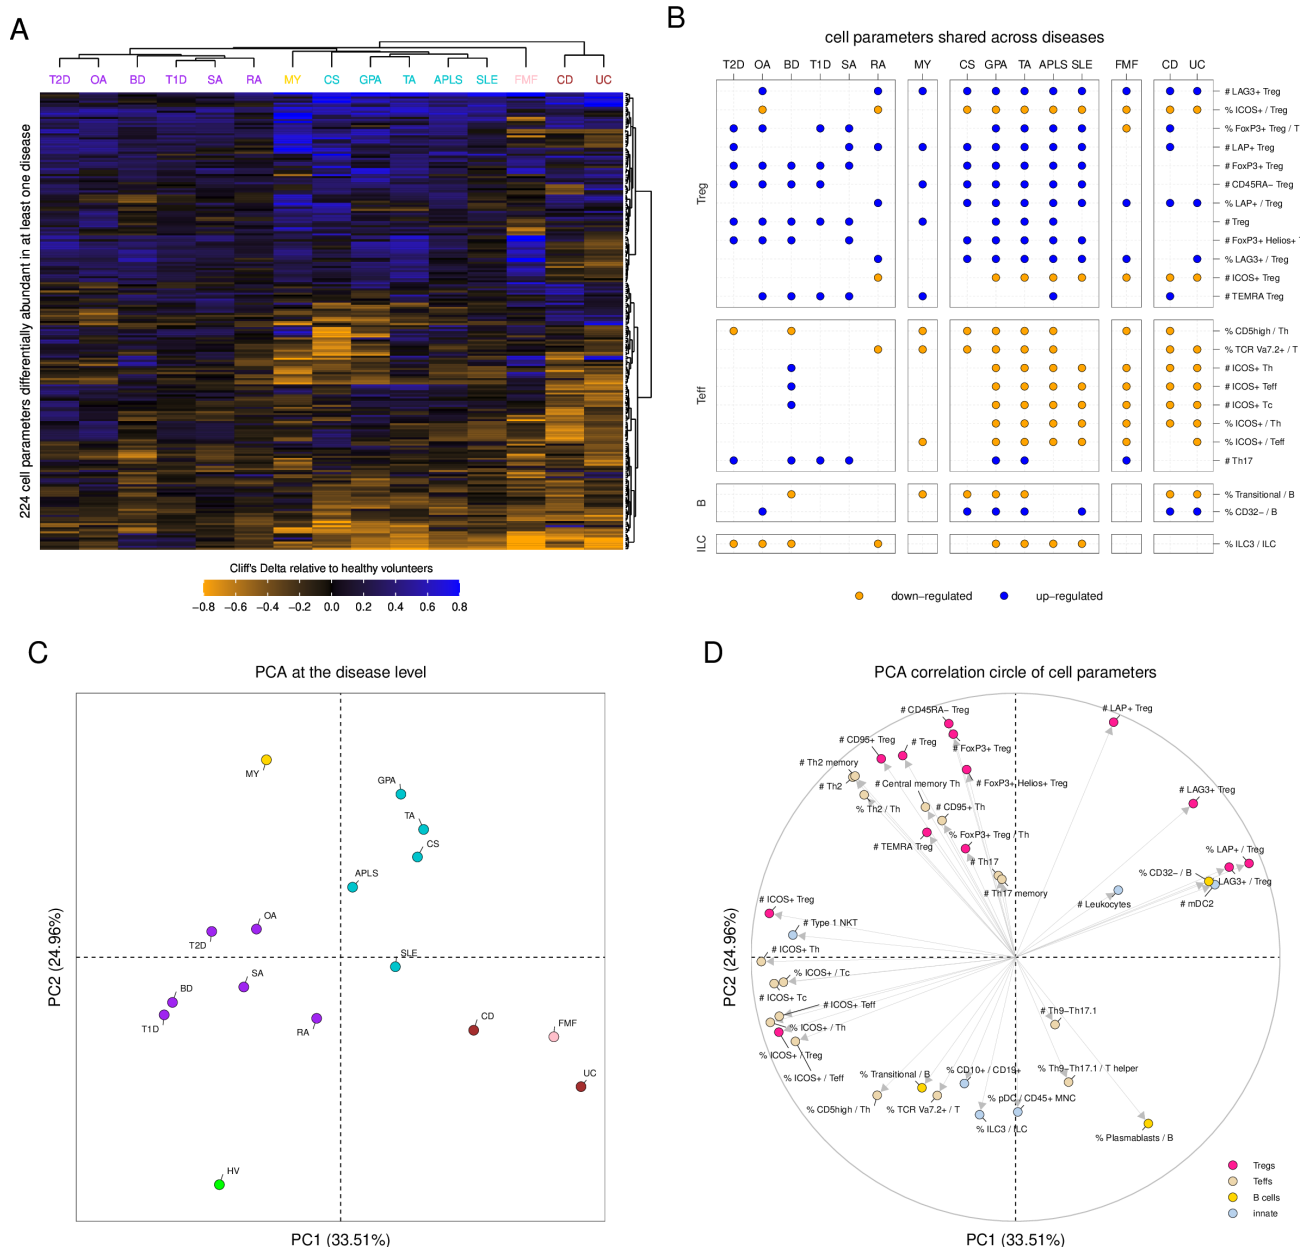 A
T2D OA BD T1D SA RA MY CS GPA TA APLS SLE FMF CD UC
224 cell parameters differentially abundant in at least one disease
Cliff's Delta relative to healthy volunteers
−0.8 −0.6 −0.4 −0.2 0.0 0.2 0.4 0.6 0.8
B
cell parameters shared across diseases
T2D OA BD T1D SA RA MY CS GPA TA APLS SLE FMF CD UC
Treg
# LAG3+ Treg
% ICOS+ / Treg
% FoxP3+ Treg / T
# LAP+ Treg
# FoxP3+ Treg
# CD45RA− Treg
% LAP+ / Treg
# Treg
# FoxP3+ Helios+
% LAG3+ / Treg
# ICOS+ Treg
# TEMRA Treg
Teff
% CD5high / Th
% TCR Va7.2+ / T
# ICOS+ Th
# ICOS+ Teff
# ICOS+ Tc
% ICOS+ / Th
% ICOS+ / Teff
# Th17
B
% Transitional / B
% CD32− / B
ILC
% ILC3 / ILC
down−regulated up−regulated
C
PCA at the disease level
PC2 (24.96%)
MY
GPA
TA
CS
APLS
OA
T2D
SLE
SA
BD
T1D
RA
CD
FMF
UC
HV
PC1 (33.51%)
D
PCA correlation circle of cell parameters
PC2 (24.96%)
# LAP+ Treg
# CD45RA− Treg
# CD95+ Treg
# Treg
# FoxP3+ Treg
# Th2 memory
# Th2
# Central memory Th
# FoxP3+ Helios+ Treg
# LAG3+ Treg
% Th2 / Th
# CD95+ Th
% FoxP3+ Treg / Th
# TEMRA Treg
% LAP+ / Treg
# Th17
% CD32− / B
LAG3+ / Treg
# Th17 memory
# ICOS+ Treg
# Leukocytes
# mDC2
# Type 1 NKT
# ICOS+ Th
% ICOS+ / Tc
# ICOS+ Tc
# ICOS+ Teff
# Th9−Th17.1
% ICOS+ / Th
% ICOS+ / Treg
% ICOS+ / Teff
% Transitional / B
% CD10+ / CD19+
% Th9−Th17.1 / T helper
% CD5high / Th
% TCR Va7.2+ / T
% pDC / CD45+ MNC
% ILC3 / ILC
% Plasmablasts / B
Tregs
Teffs
B cells
innate
PC1 (33.51%)